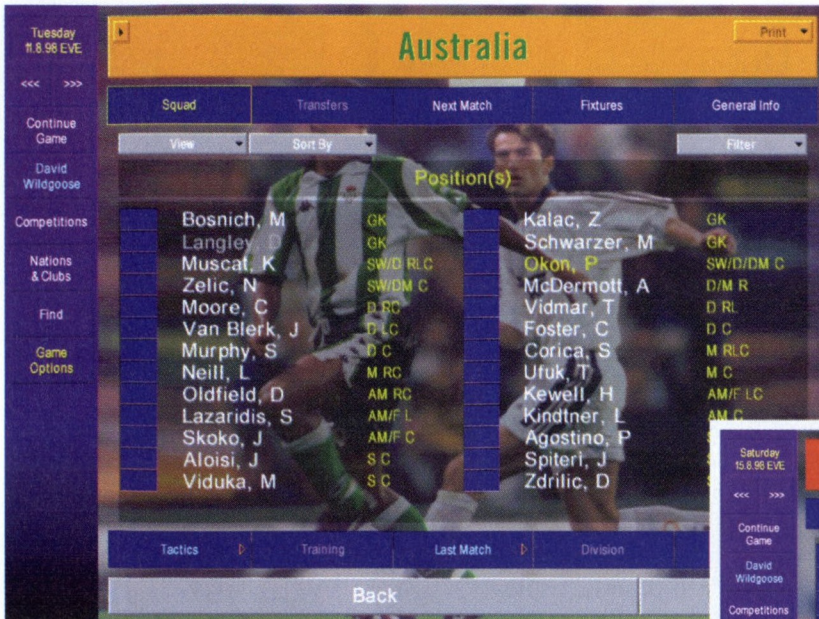 Tuesday
11.8.98 EVE
<<< >>>
Continue
Game
David
Wildgoose
Competitions
Nations
& Clubs
Find
Game
Options
Australia
Print
Squad Transfers Next Match Fixtures General Info
View Sort By Filter
Position(s)
Bosnich, M GK Kalac, Z GK
Langley, D GK Schwarzer, M GK
Muscat, K SW/D RLC Okon, P SW/D/DM C
Zelic, N SW/DM C McDermott, A D/M R
Moore, C D RC Vidmar, T D RL
Van Blerk, J D LC Foster, C D C
Murphy, S D C Corica, S M RLC
Neill, L M RC Ufuk, T M C
Oldfield, D AM RC Kewell, H AM/F LC
Lazaridis, S AM/F L Kindtner, L AM C
Skoko, J AM/F C Agostino, P
Aloisi, J S C Spiteri, J
Viduka, M S C Zdrilic, D
Tactics Training Last Match Division
Back
Saturday
15.8.98 EVE
<<< >>>
Continue
Game
David
Wildgoose
Competitions